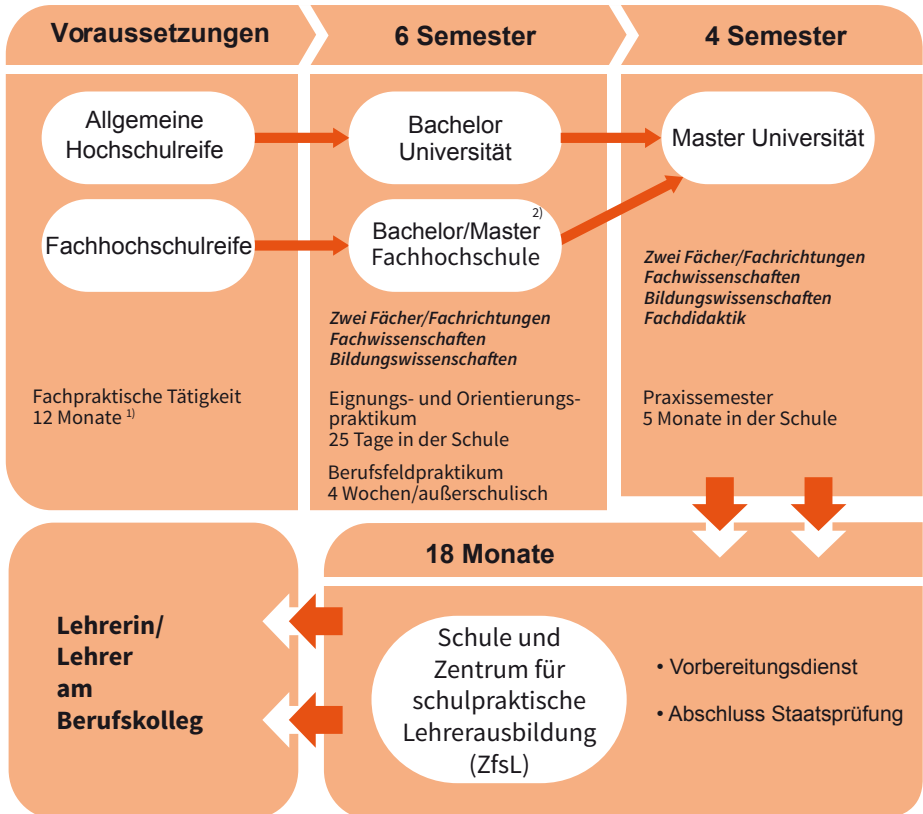 Voraussetzungen
6 Semester
4 Semester
Allgemeine
Hochschulreife
Bachelor
Universität
Master Universität
Fachhochschulreife
Bachelor/Master 2)
Fachhochschule
Zwei Fächer/Fachrichtungen
Fachwissenschaften
Bildungswissenschaften
Zwei Fächer/Fachrichtungen
Fachwissenschaften
Bildungswissenschaften
Fachdidaktik
Fachpraktische Tätigkeit
12 Monate 1)
Eignungs- und Orientierungs-
praktikum
25 Tage in der Schule
Berufsfeldpraktikum
4 Wochen/außerschulisch
Praxissemester
5 Monate in der Schule
18 Monate
Schule und
Zentrum für
schulpraktische
Lehrerausbildung
(ZfsL)
• Vorbereitungsdienst
• Abschluss Staatsprüfung
Lehrerin/
Lehrer
am
Berufskolleg